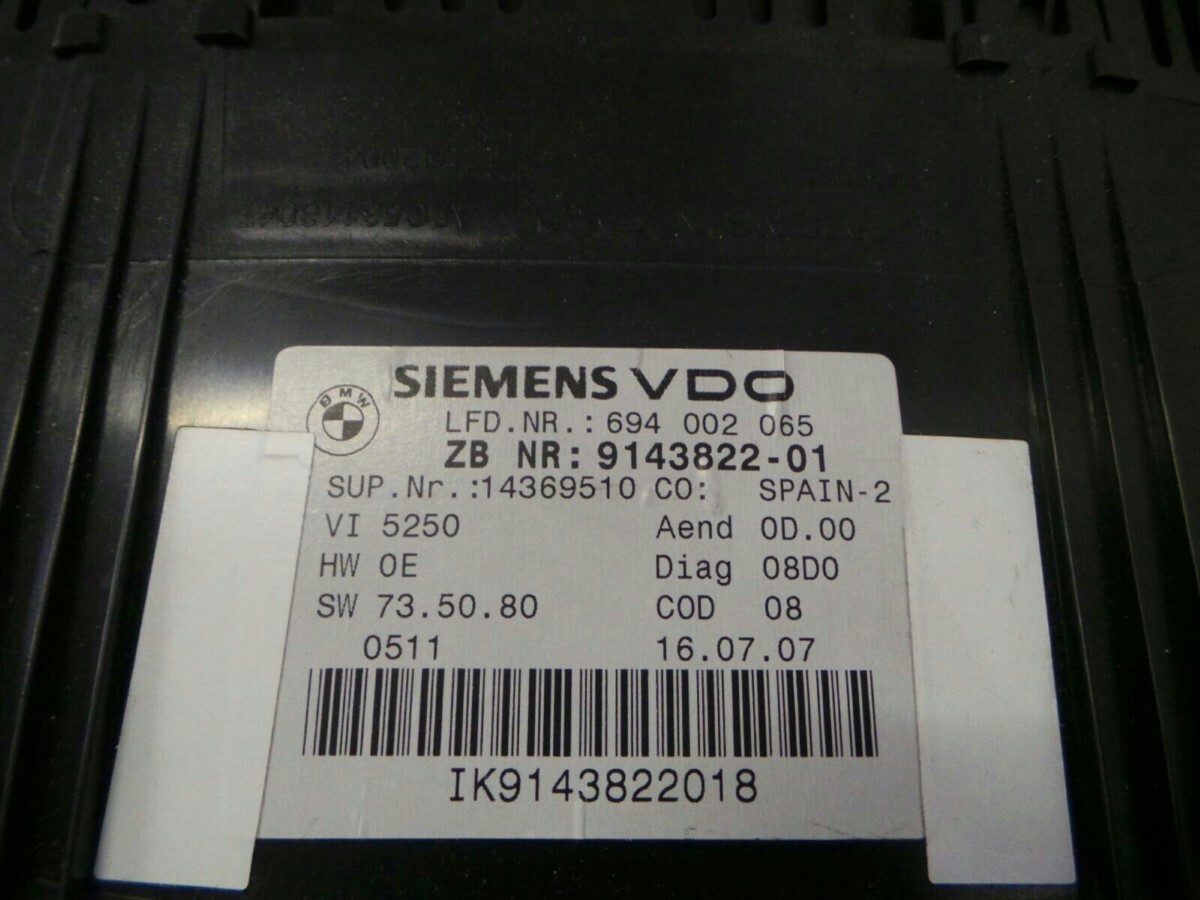 SIEMENS VDO
BMW
LFD.NR.: 694 002 065
ZB NR: 9143822-01
SUP.Nr.:14369510 CO: SPAIN-2
VI 5250 Aend 0D.00
HW 0E Diag 08D0
SW 73.50.80 COD 08
0511 16.07.07
IK9143822018